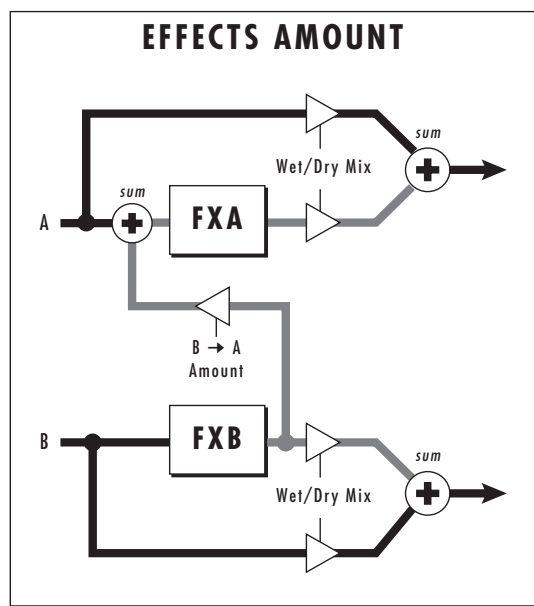 EFFECTS AMOUNT
sum
Wet/Dry Mix
sum
A
FXA
B → A
Amount
B
FXB
sum
Wet/Dry Mix